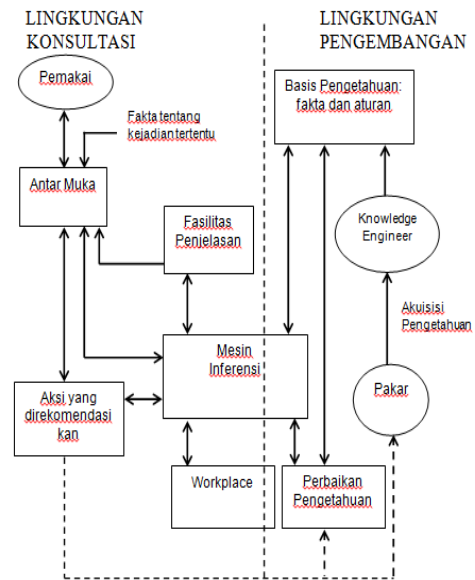 LINGKUNGAN
KONSULTASI
LINGKUNGAN
PENGEMBANGAN
Pemakai
Basis Pengetahuan:
fakta dan aturan
Fakta tentang
kejadian tertentu
Antar Muka
Fasilitas
Penjelasan
Knowledge
Engineer
Akuisisi
Pengetahuan
Mesin
Inferensi
Aksi yang
direkomendasi
kan
Pakar
Workplace
Perbaikan
Pengetahuan